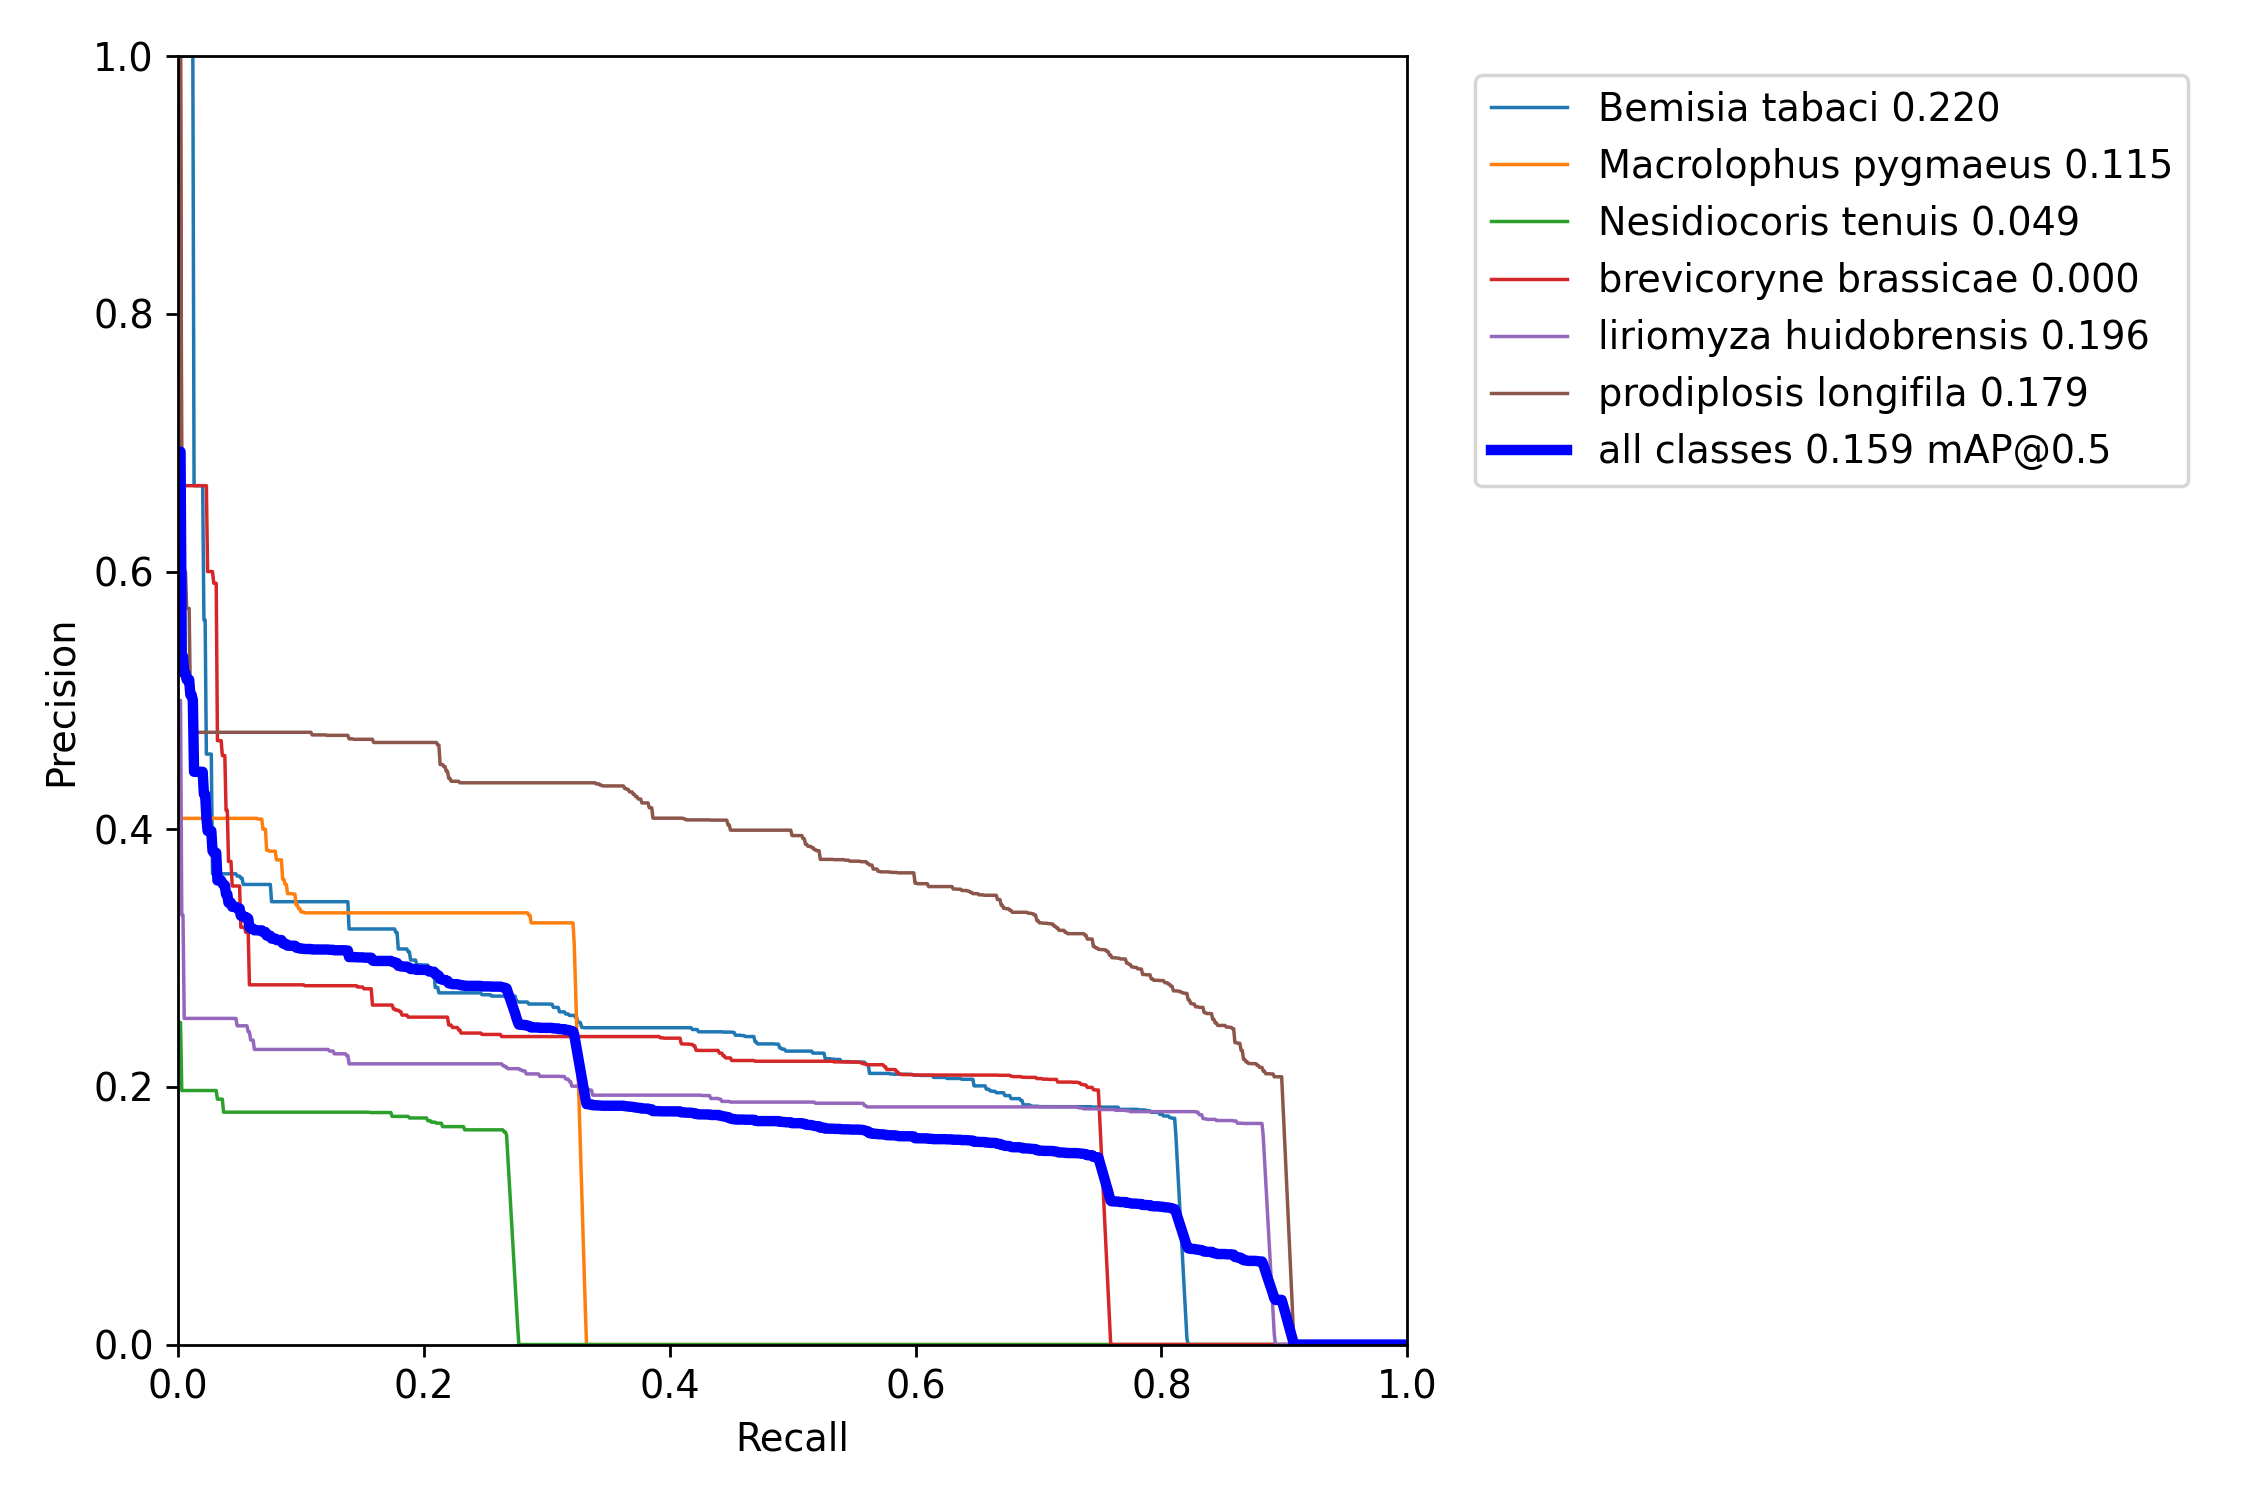 1.0
0.8
0.6
0.4
0.2
0.0
Precision
0.0 0.2 0.4 0.6 0.8 1.0
Recall
Bemisia tabaci 0.220
Macrolophus pygmaeus 0.115
Nesidiocoris tenuis 0.049
brevicoryne brassicae 0.000
liriomyza huidobrensis 0.196
prodiplosis longifila 0.179
all classes 0.159 mAP@0.5